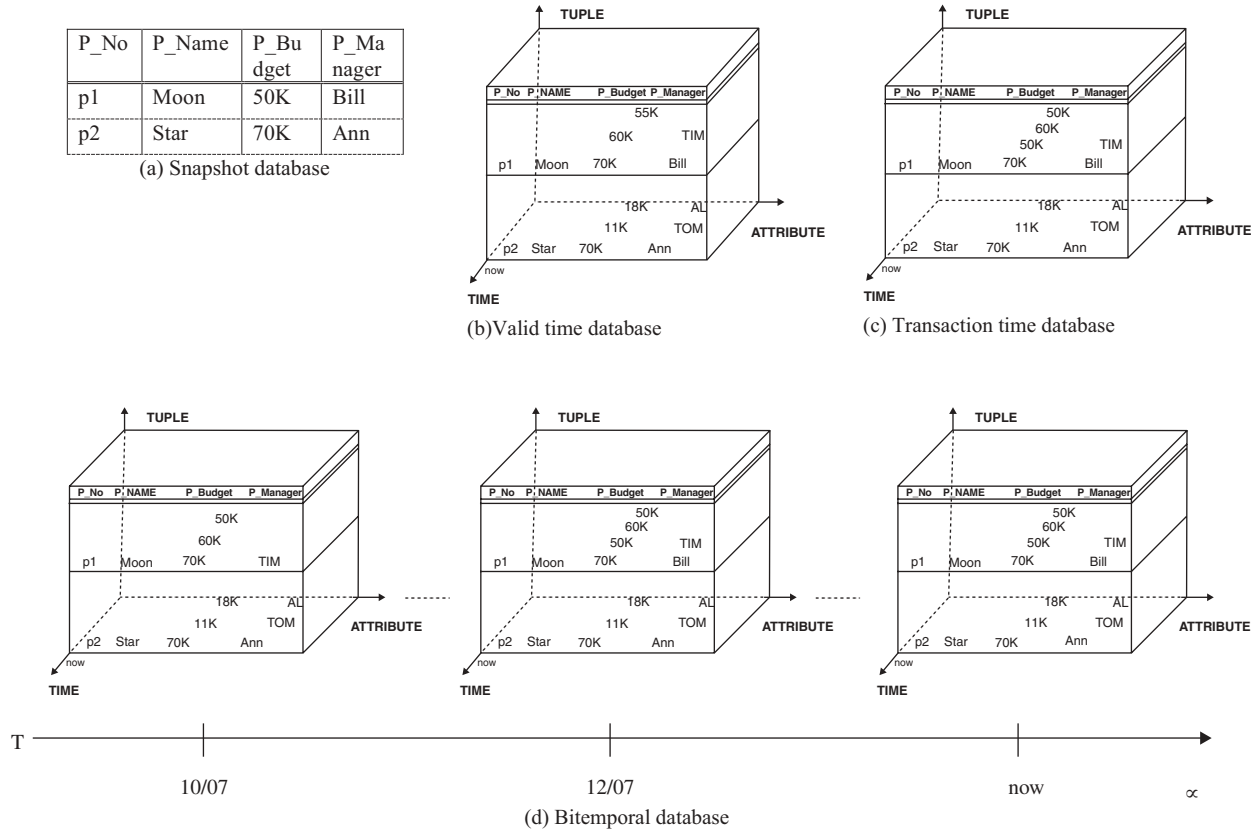 P_No P_Name P_Bu dget P_Ma nager
p1 Moon 50K Bill
p2 Star 70K Ann
(a) Snapshot database
TUPLE
P_No P_NAME P_Budget P_Manager
55K
60K TIM
p1 Moon 70K Bill
18K AL
11K TOM
p2 Star 70K Ann
now
ATTRIBUTE
TIME
(b)Valid time database
TUPLE
P_No P_NAME P_Budget P_Manager
50K
60K
50K TIM
p1 Moon 70K Bill
18K AL
11K TOM
p2 Star 70K Ann
now
ATTRIBUTE
TIME
(c) Transaction time database
TUPLE
P_No P_NAME P_Budget P_Manager
50K
60K
p1 Moon 70K TIM
18K AL
11K TOM
p2 Star 70K Ann
now
ATTRIBUTE
TIME
TUPLE
P_No P_NAME P_Budget P_Manager
50K
60K
50K TIM
p1 Moon 70K Bill
18K AL
11K TOM
p2 Star 70K Ann
now
ATTRIBUTE
TIME
TUPLE
P_No P_NAME P_Budget P_Manager
50K
60K
50K TIM
p1 Moon 70K Bill
18K AL
11K TOM
p2 Star 70K Ann
now
ATTRIBUTE
TIME
T
10/07 12/07 now ∝
(d) Bitemporal database